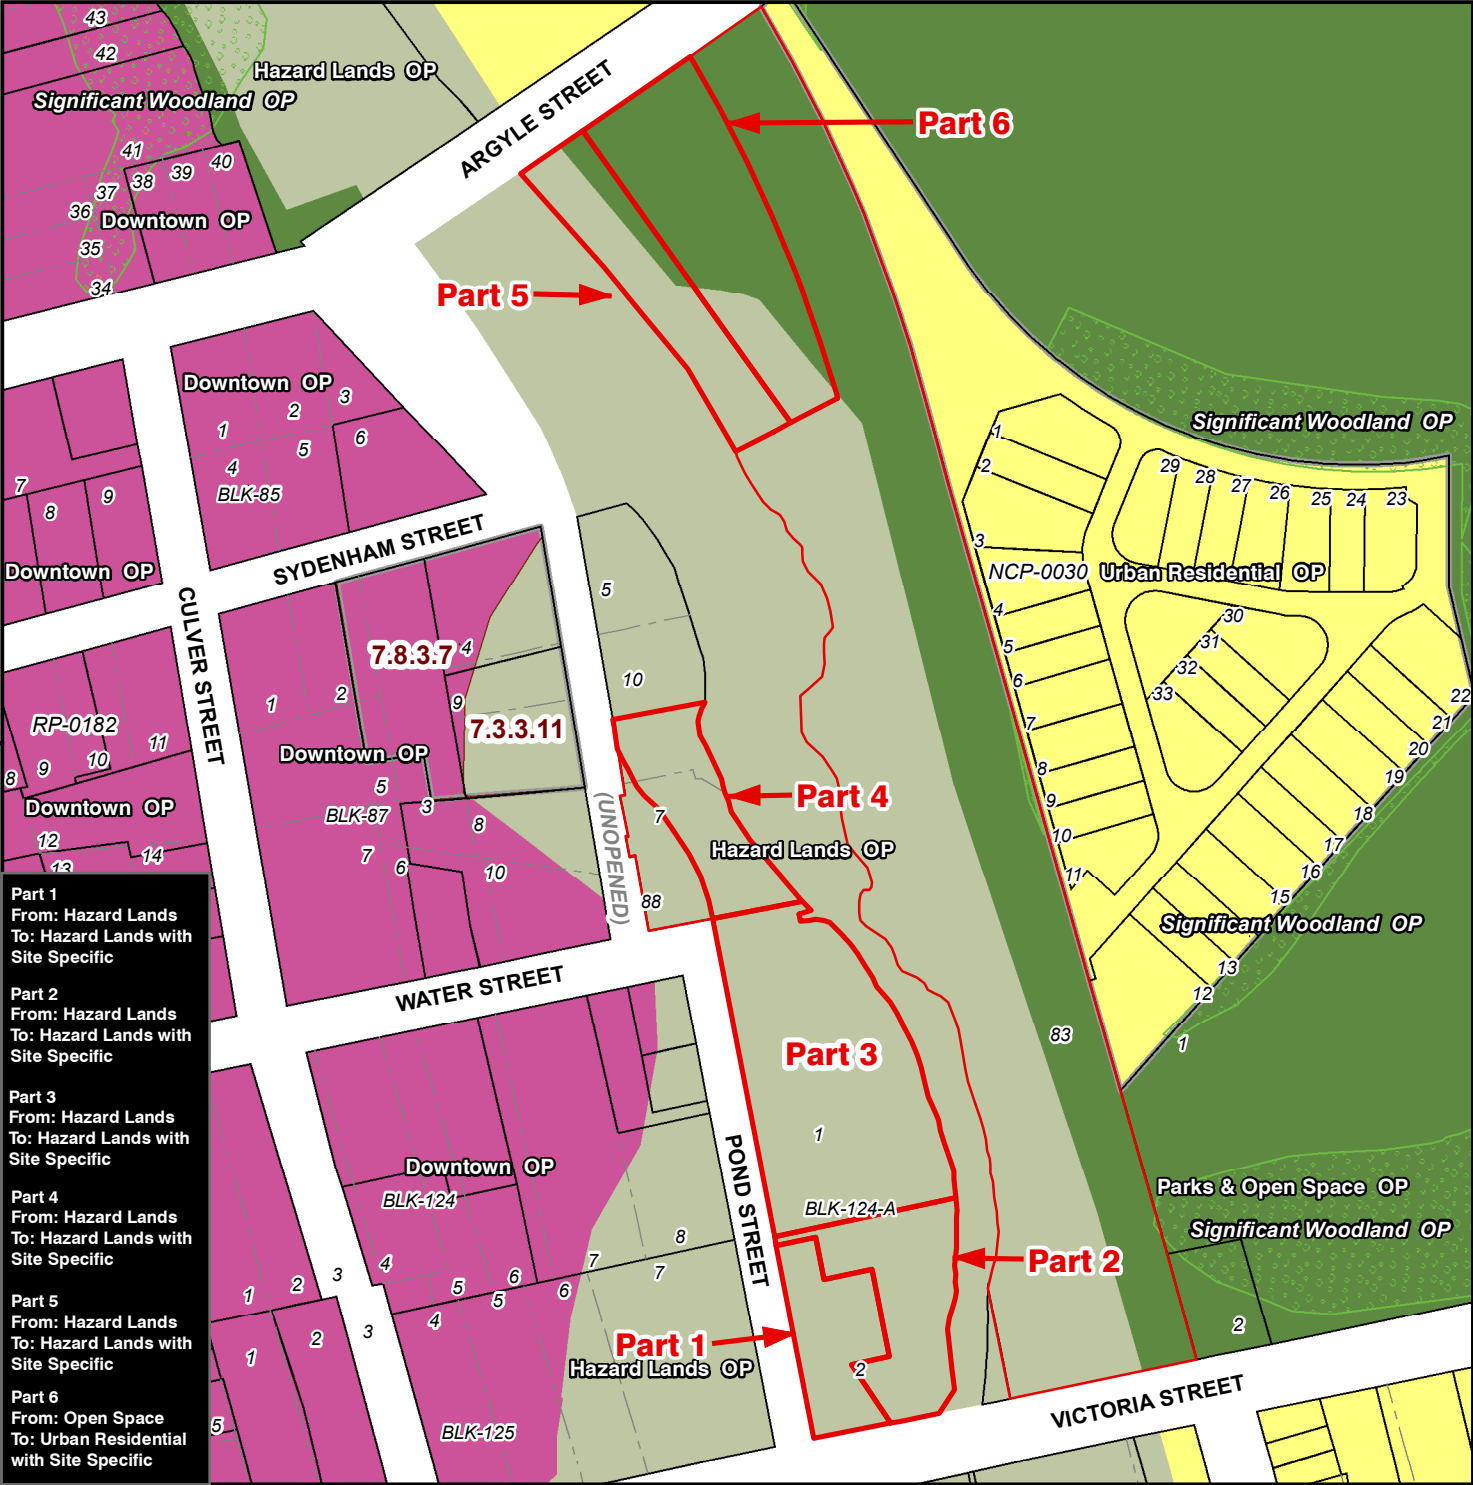 43
42
Hazard Lands OP
Significant Woodland OP
ARGYLE STREET
Part 6
41
40
39
38
37
36
Downtown OP
35
34
Part 5
Downtown OP
3
2
1
6
5
4
BLK-85
7
8
9
Significant Woodland OP
1
2
29
28
27
26
25
24
23
3
SYDENHAM STREET
NCP-0030
Urban Residential OP
Downtown OP
CULVER STREET
5
4
30
31
32
33
5
6
7.8.3.7
4
10
2
1
9
7.3.3.11
RP-0182
11
10
9
8
7
22
21
20
19
18
17
16
15
Downtown OP
5
3
BLK-87
8
7
6
10
(UNOPENED)
7
Part 4
Hazard Lands OP
88
8
9
10
11
Downtown OP
12
13
14
Significant Woodland OP
13
12
1
WATER STREET
83
Part 3
1
BLK-124-A
POND STREET
Downtown OP
BLK-124
Parks & Open Space OP
Significant Woodland OP
Part 2
8
7
7
6
6
5
5
4
4
3
2
1
3
2
1
5
Part 1
Hazard Lands OP
2
2
BLK-125
VICTORIA STREET
Part 1
From: Hazard Lands
To: Hazard Lands with
Site Specific
Part 2
From: Hazard Lands
To: Hazard Lands with
Site Specific
Part 3
From: Hazard Lands
To: Hazard Lands with
Site Specific
Part 4
From: Hazard Lands
To: Hazard Lands with
Site Specific
Part 5
From: Hazard Lands
To: Hazard Lands with
Site Specific
Part 6
From: Open Space
To: Urban Residential
with Site Specific